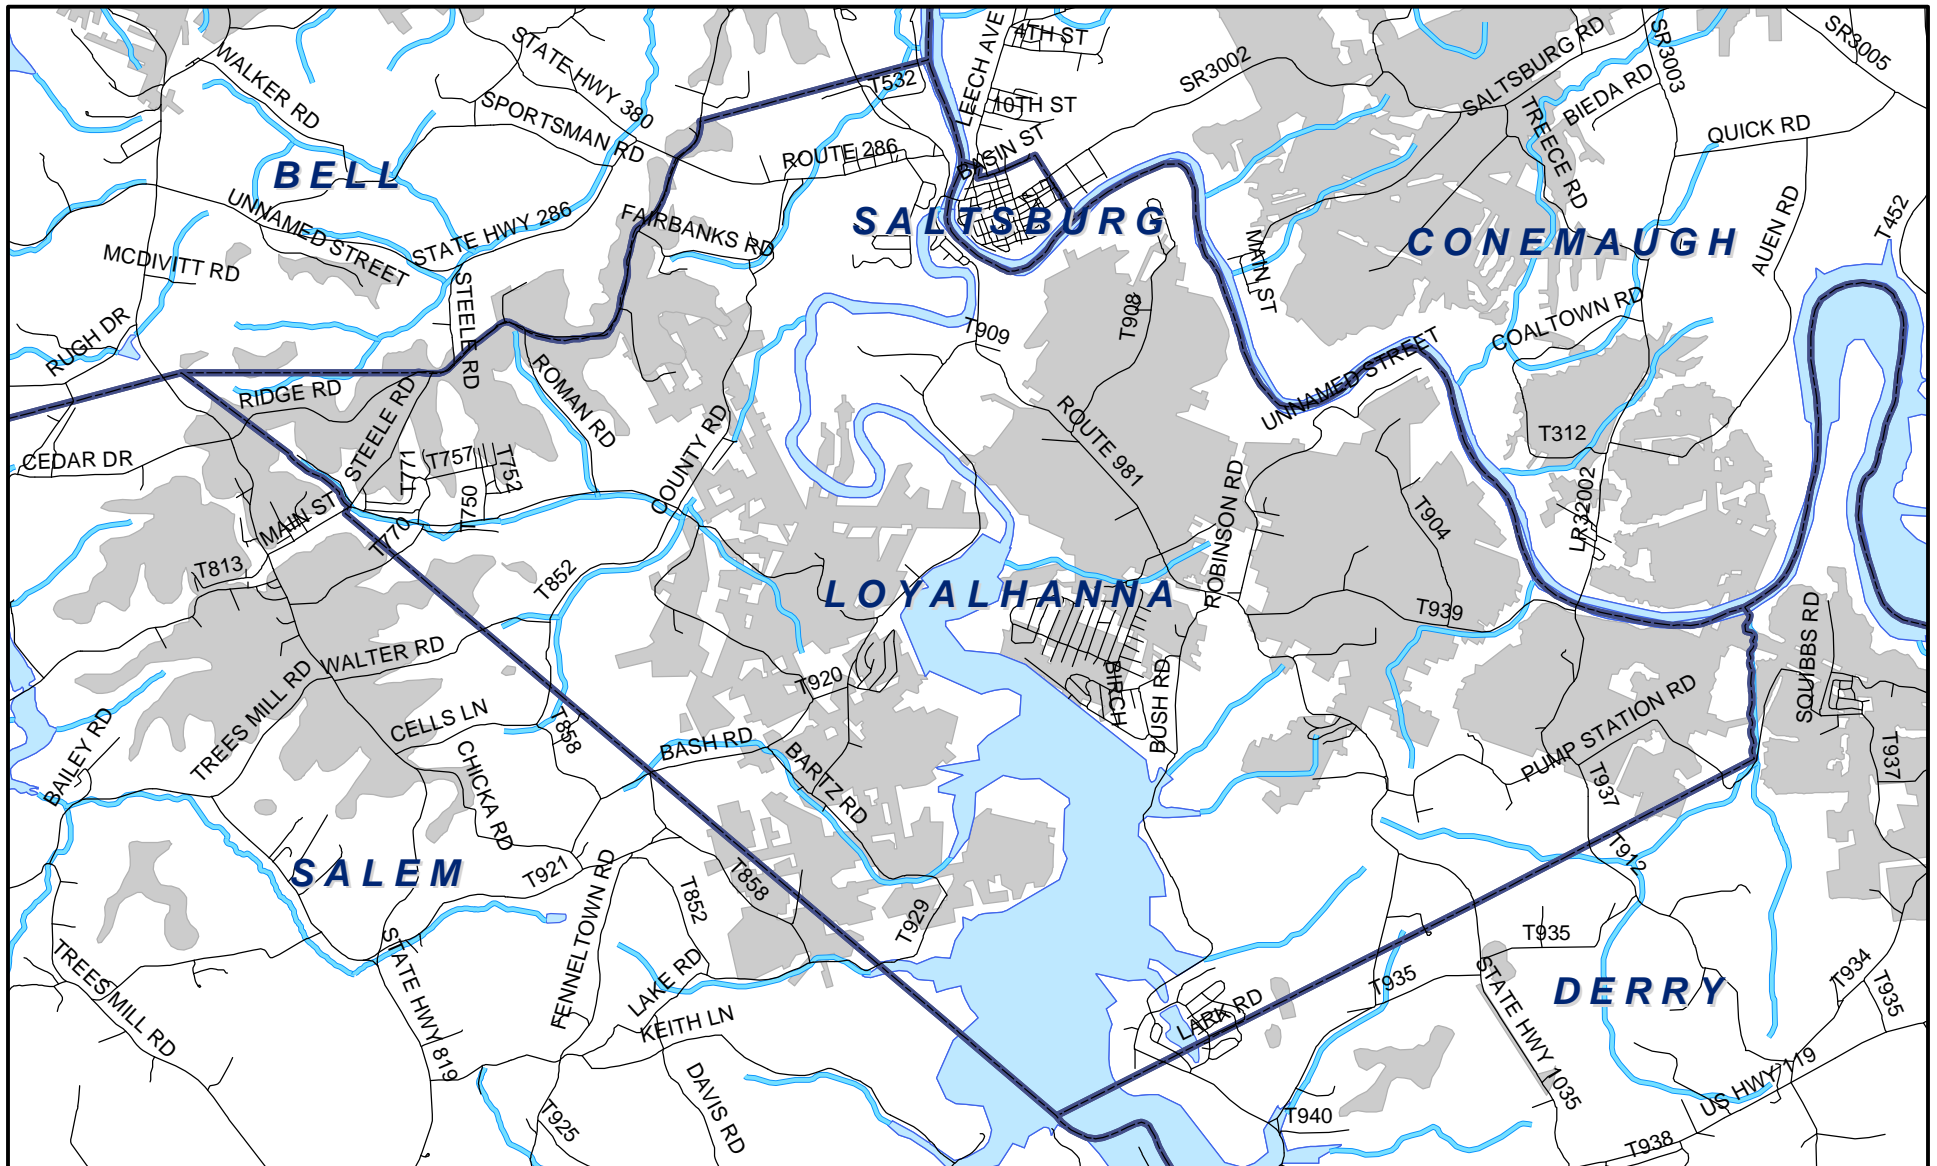 4TH ST
LEECH AVE
SALTSBURG RD
SR3003
SR3005
WALKER RD
STATE HWY 380
SR3002
T532
10TH ST
BIEDA RD
TREECE RD
QUICK RD
SPORTSMAN RD
ROUTE 286
BASIN ST
BELL
UNNAMED STREET
STATE HWY 286
FAIRBANKS RD
SALTSBURG
CONEMAUGH
AUEN RD
T452
MCDIVITT RD
MAIN ST
STEELE RD
RUGH DR
T909
T908
COALTOWN RD
UNNAMED STREET
RIDGE RD
STEELE RD
ROMAN RD
COUNTY RD
ROUTE 981
T312
CEDAR DR
T771
T757
T752
T750
ROBINSON RD
T904
LR32002
MAIN ST
T770
T813
T852
LOYALHANNA
T939
SQUIBBS RD
WALTER RD
T920
BIRCH
BUSH RD
TREES MILL RD
CELLS LN
T858
BASH RD
BARTZ RD
PUMP STATION RD
T937
T937
BAILEY RD
CHICKA RD
SALEM
T921
T858
T852
T929
T912
FENNELTOWN RD
T935
TREES MILL RD
STATE HWY 819
LAKE RD
KEITH LN
LARK RD
T935
STATE HWY 1035
DERRY
T934
T935
DAVIS RD
T925
T940
US HWY 119
T938